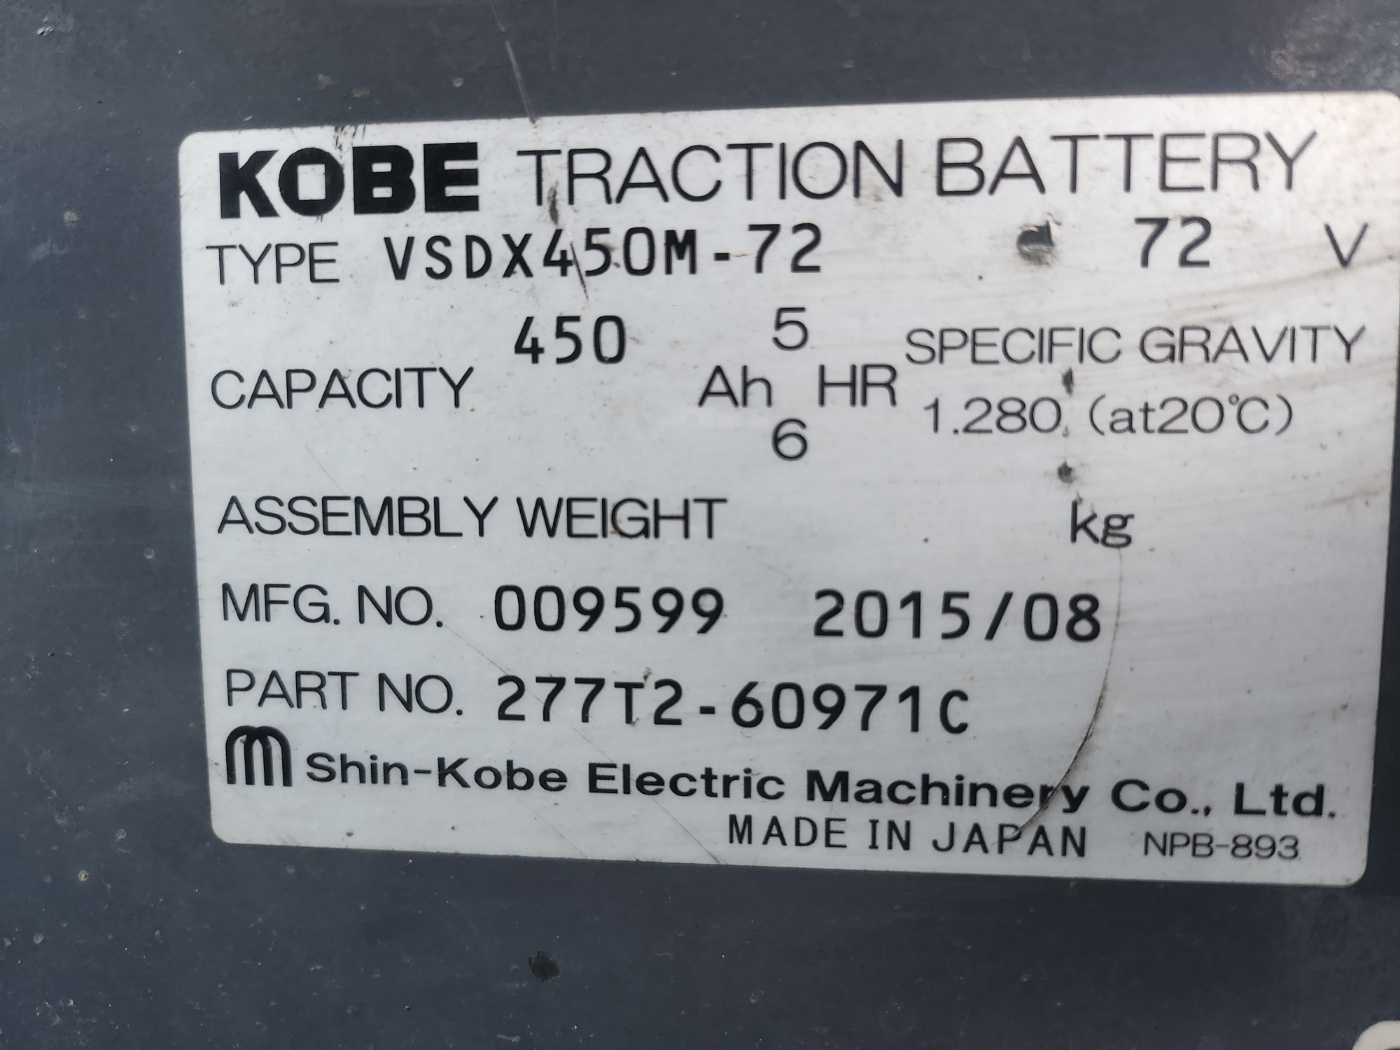 KOBE TRACTION BATTERY
TYPE VSDX450M-72 72 V
CAPACITY 450 Ah 5 HR 6
SPECIFIC GRAVITY
1.280 (at20℃)
ASSEMBLY WEIGHT kg
MFG. NO. 009599 2015/08
PART NO. 277T2-60971C
Shin-Kobe Electric Machinery Co., Ltd.
MADE IN JAPAN NPB-893